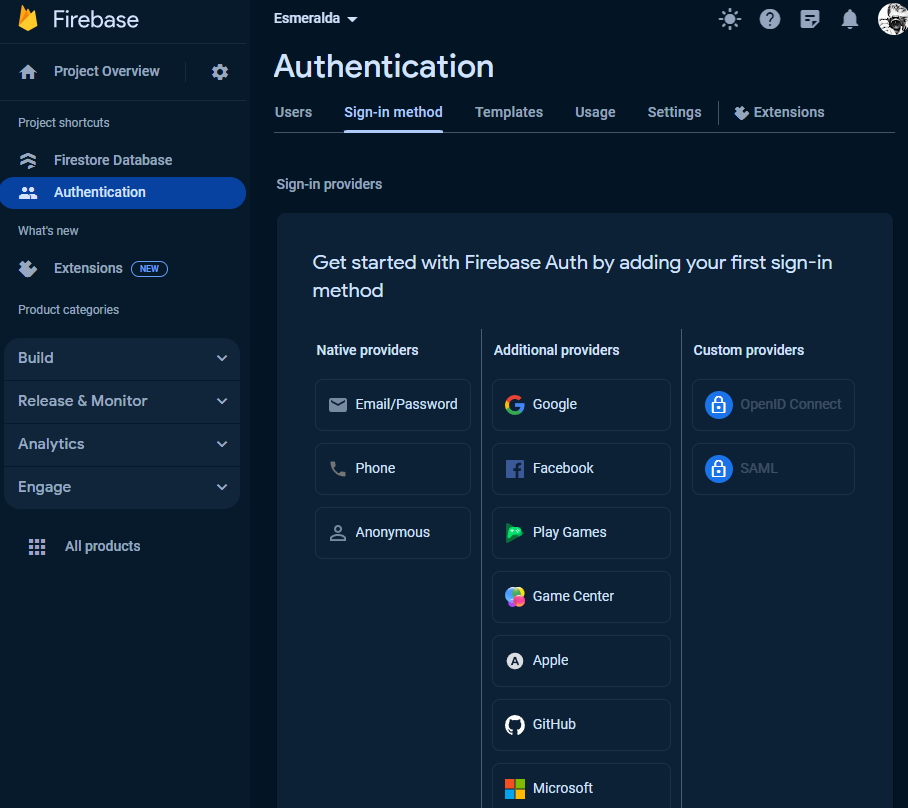 Firebase
Project Overview
Project shortcuts
Firestore Database
Authentication
What's new
Extensions NEW
Product categories
Build
Release & Monitor
Analytics
Engage
All products
Esmeralda
Authentication
Users Sign-in method Templates Usage Settings Extensions
Sign-in providers
Get started with Firebase Auth by adding your first sign-in
method
Native providers
Email/Password
Phone
Anonymous
Additional providers
Google
Facebook
Play Games
Game Center
Apple
GitHub
Microsoft
Custom providers
OpenID Connect
SAML